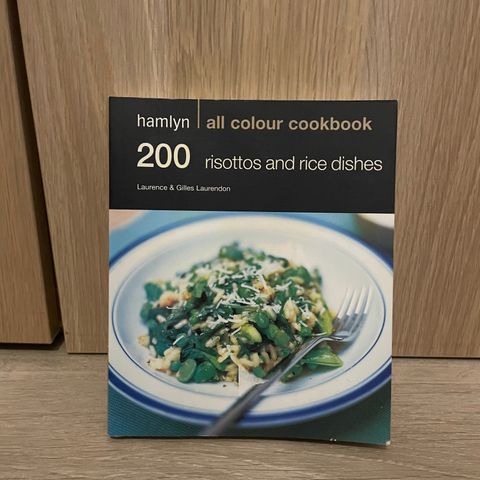 hamlyn | all colour cookbook
200 risottos and rice dishes
Laurence & Gilles Laurendon